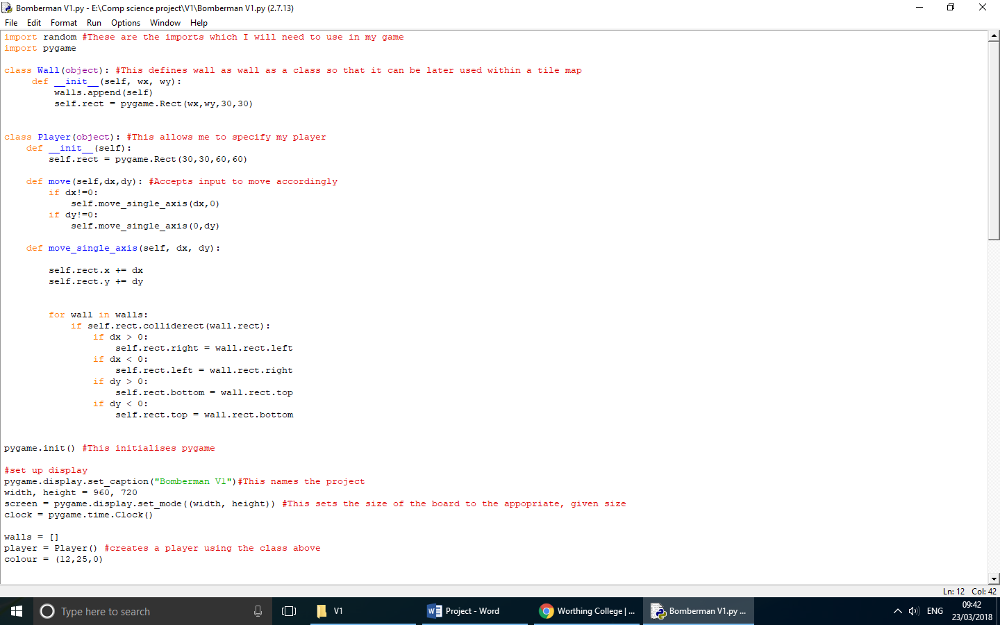 Bomberman V1.py - E:\Comp science project\V1\Bomberman V1.py (2.7.13)
File Edit Format Run Options Window Help
import random #These are the imports which I will need to use in my game
import pygame
class Wall(object): #This defines wall as wall as a class so that it can be later used within a tile map
def __init__(self, wx, wy):
walls.append(self)
self.rect = pygame.Rect(wx,wy,30,30)
class Player(object): #This allows me to specify my player
def __init__(self):
self.rect = pygame.Rect(30,30,60,60)
def move(self,dx,dy): #Accepts input to move accordingly
if dx!=0:
self.move_single_axis(dx,0)
if dy!=0:
self.move_single_axis(0,dy)
def move_single_axis(self, dx, dy):
self.rect.x += dx
self.rect.y += dy
for wall in walls:
if self.rect.colliderect(wall.rect):
if dx > 0:
self.rect.right = wall.rect.left
if dx < 0:
self.rect.left = wall.rect.right
if dy > 0:
self.rect.bottom = wall.rect.top
if dy < 0:
self.rect.top = wall.rect.bottom
pygame.init() #This initialises pygame
#set up display
pygame.display.set_caption("Bomberman V1")#This names the project
width, height = 960, 720
screen = pygame.display.set_mode((width, height)) #This sets the size of the board to the appopriate, given size
clock = pygame.time.Clock()
walls = []
player = Player() #creates a player using the class above
colour = (12,25,0)
Ln: 12 Col: 42
Type here to search
V1
Project - Word
Worthing College | ...
Bomberman V1.py ...
ENG
09:42
23/03/2018